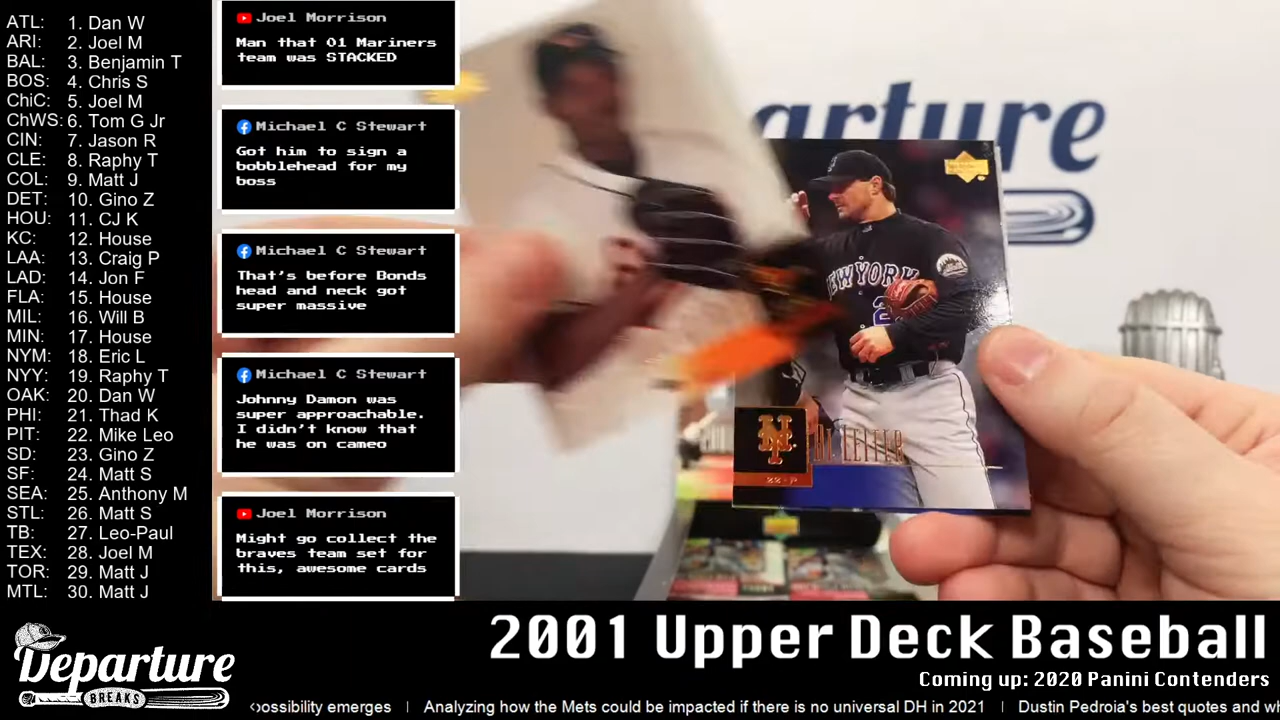 ATL: 1. Dan W
ARI: 2. Joel M
BAL: 3. Benjamin T
BOS: 4. Chris S
ChiC: 5. Joel M
ChWS: 6. Tom G Jr
CIN: 7. Jason R
CLE: 8. Raphy T
COL: 9. Matt J
DET: 10. Gino Z
HOU: 11. CJ K
KC: 12. House
LAA: 13. Craig P
LAD: 14. Jon F
FLA: 15. House
MIL: 16. Will B
MIN: 17. House
NYM: 18. Eric L
NYY: 19. Raphy T
OAK: 20. Dan W
PHI: 21. Thad K
PIT: 22. Mike Leo
SD: 23. Gino Z
SF: 24. Matt S
SEA: 25. Anthony M
STL: 26. Matt S
TB: 27. Leo-Paul
TEX: 28. Joel M
TOR: 29. Matt J
MTL: 30. Matt J
Joel Morrison
Man that 01 Mariners
team was STACKED
Michael C Stewart
Got him to sign a
bobblehead for my
boss
Michael C Stewart
That's before Bonds
head and neck got
super massive
Michael C Stewart
Johnny Damon was
super approachable.
I didn't know that
he was on cameo
Joel Morrison
Might go collect the
braves team set for
this, awesome cards
parture
NEW YORK
NY
LEITER
22-P
Departure
BREAKS
2001 Upper Deck Baseball
Coming up: 2020 Panini Contenders
ossibility emerges | Analyzing how the Mets could be impacted if there is no universal DH in 2021 | Dustin Pedroia's best quotes and